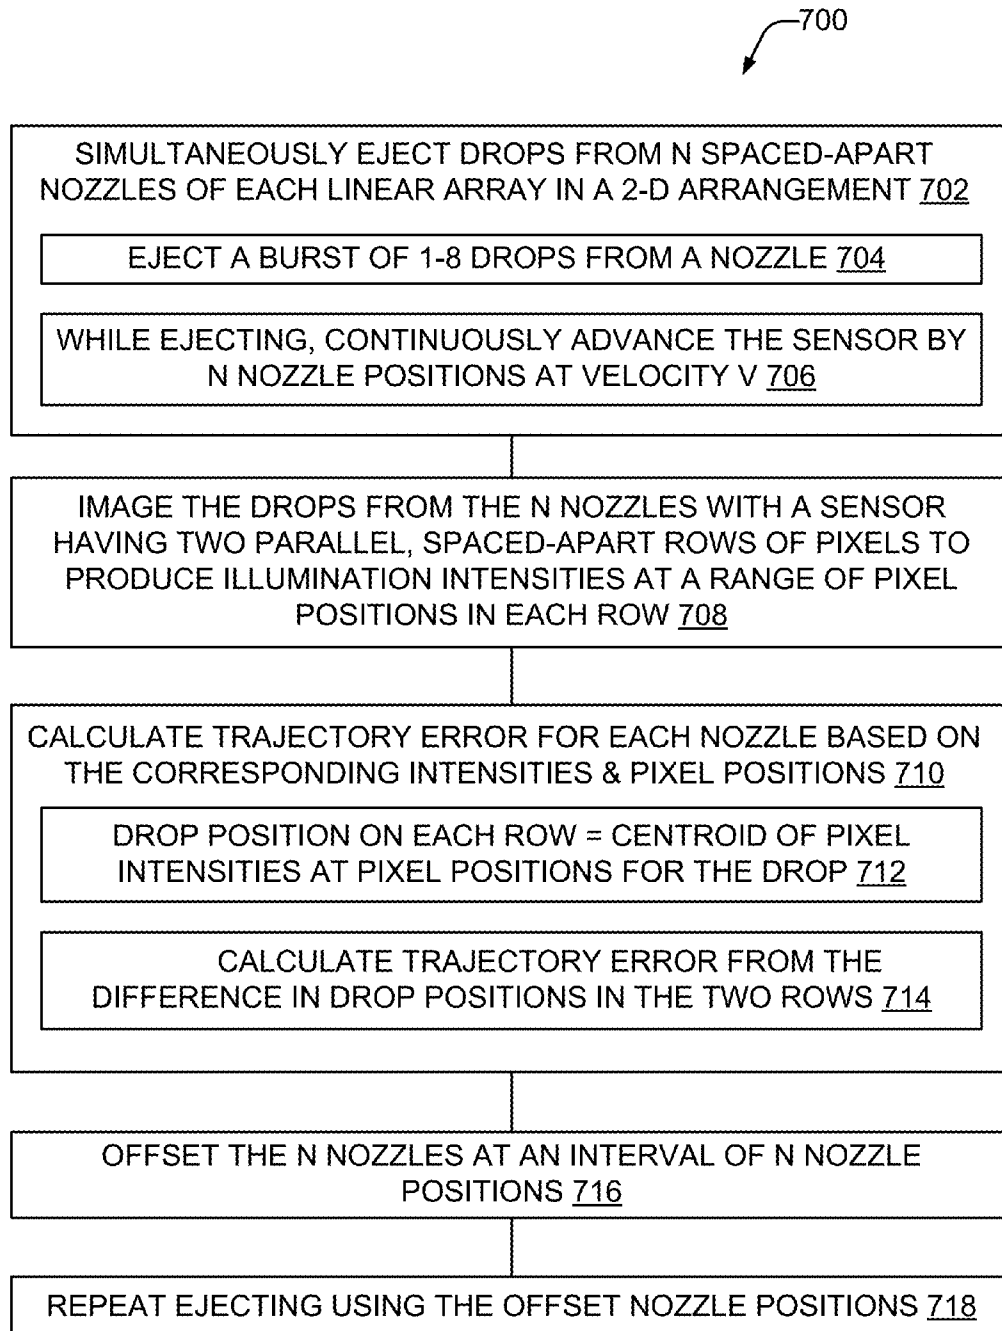 700
SIMULTANEOUSLY EJECT DROPS FROM N SPACED-APART
NOZZLES OF EACH LINEAR ARRAY IN A 2-D ARRANGEMENT 702
EJECT A BURST OF 1-8 DROPS FROM A NOZZLE 704
WHILE EJECTING, CONTINUOUSLY ADVANCE THE SENSOR BY
N NOZZLE POSITIONS AT VELOCITY V 706
IMAGE THE DROPS FROM THE N NOZZLES WITH A SENSOR
HAVING TWO PARALLEL, SPACED-APART ROWS OF PIXELS TO
PRODUCE ILLUMINATION INTENSITIES AT A RANGE OF PIXEL
POSITIONS IN EACH ROW 708
CALCULATE TRAJECTORY ERROR FOR EACH NOZZLE BASED ON
THE CORRESPONDING INTENSITIES & PIXEL POSITIONS 710
DROP POSITION ON EACH ROW = CENTROID OF PIXEL
INTENSITIES AT PIXEL POSITIONS FOR THE DROP 712
CALCULATE TRAJECTORY ERROR FROM THE
DIFFERENCE IN DROP POSITIONS IN THE TWO ROWS 714
OFFSET THE N NOZZLES AT AN INTERVAL OF N NOZZLE
POSITIONS 716
REPEAT EJECTING USING THE OFFSET NOZZLE POSITIONS 718